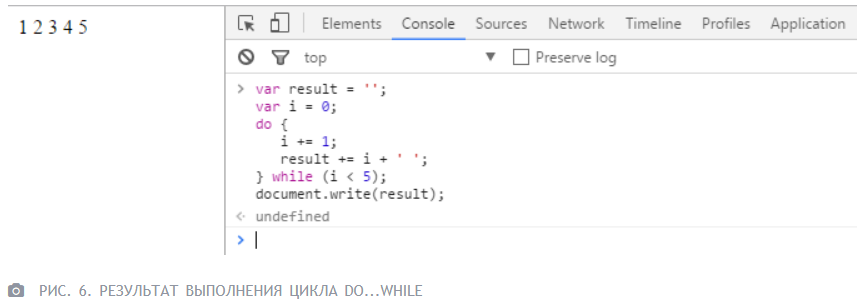 1 2 3 4 5
Elements Console Sources Network Timeline Profiles Application
top Preserve log
> var result = '';
var i = 0;
do {
i += 1;
result += i + ' ';
} while (i < 5);
document.write(result);
undefined
>
РИС. 6. РЕЗУЛЬТАТ ВЫПОЛНЕНИЯ ЦИКЛА DO...WHILE